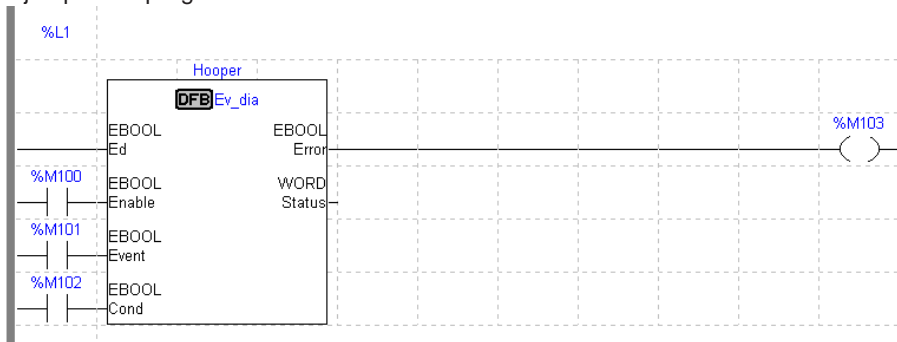 %L1
Hooper
DFB Ev_dia
EBOOL EBOOL
Ed Error
%M103
%M100
EBOOL WORD
Enable Status
%M101
EBOOL
Event
%M102
EBOOL
Cond